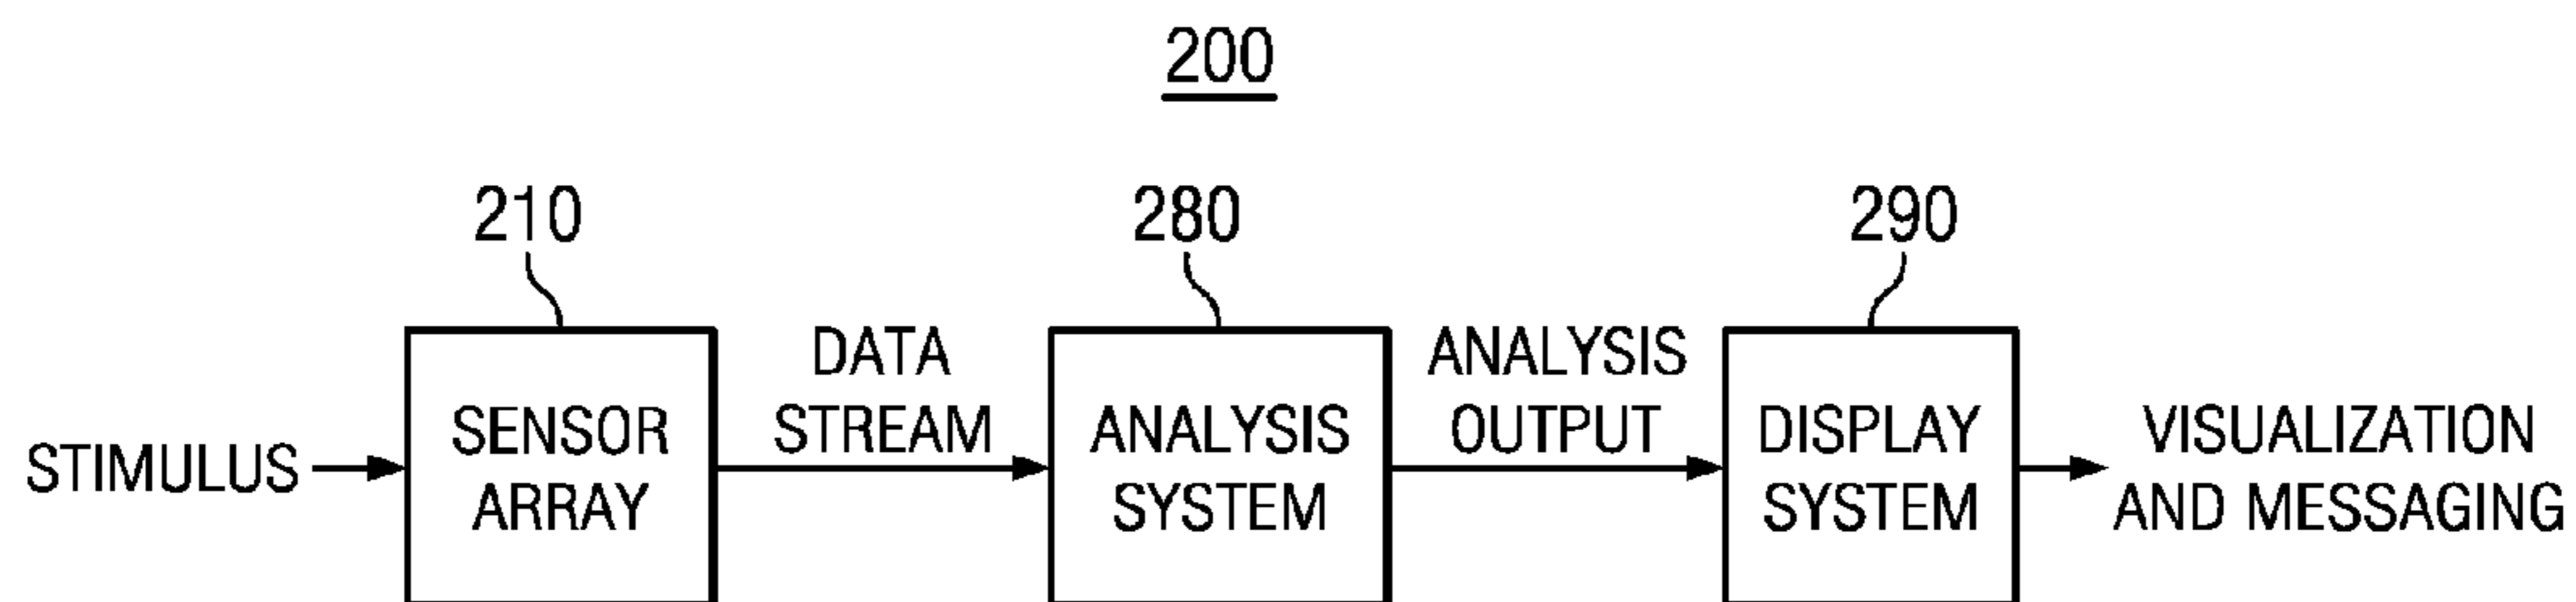 200
210
280
290
STIMULUS
SENSOR
ARRAY
DATA
STREAM
ANALYSIS
SYSTEM
ANALYSIS
OUTPUT
DISPLAY
SYSTEM
VISUALIZATION
AND MESSAGING